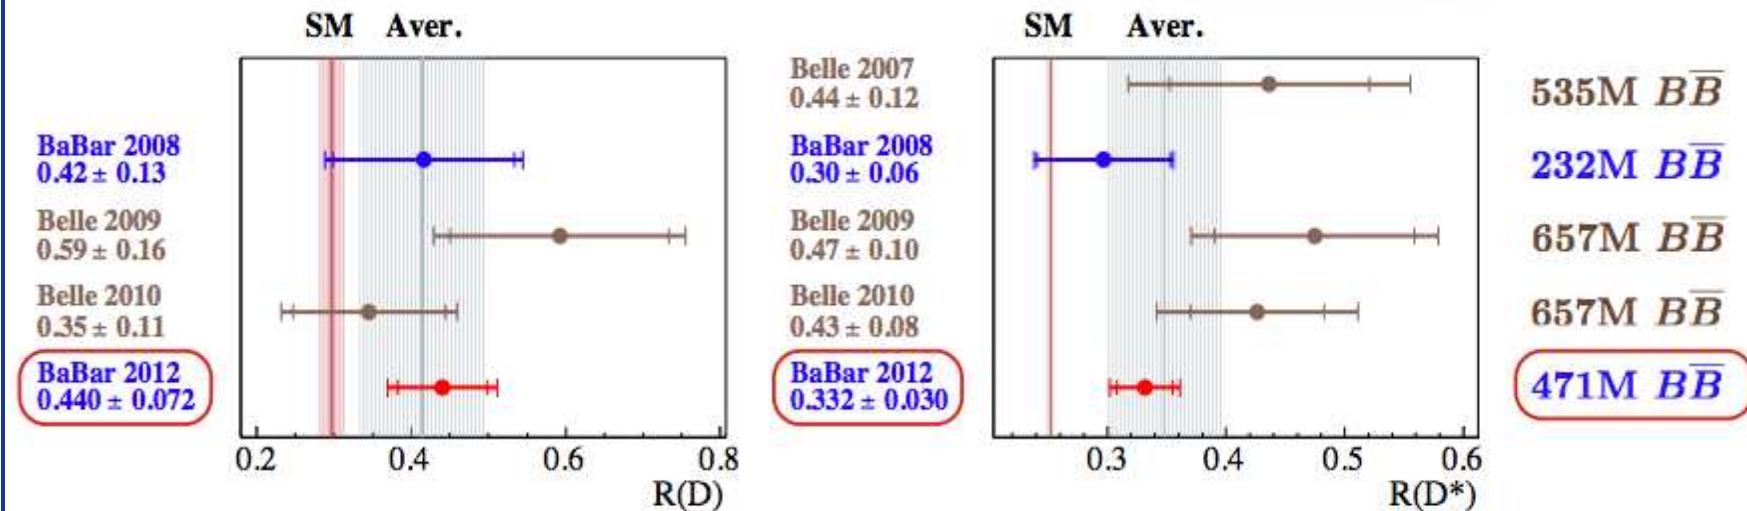 SM Aver.
BaBar 2008
0.42 ± 0.13
Belle 2009
0.59 ± 0.16
Belle 2010
0.35 ± 0.11
BaBar 2012
0.440 ± 0.072
0.2 0.4 0.6 0.8
R(D)
SM Aver.
Belle 2007
0.44 ± 0.12
BaBar 2008
0.30 ± 0.06
Belle 2009
0.47 ± 0.10
Belle 2010
0.43 ± 0.08
BaBar 2012
0.332 ± 0.030
0.3 0.4 0.5 0.6
R(D*)
535M BB̅
232M BB̅
657M BB̅
657M BB̅
471M BB̅